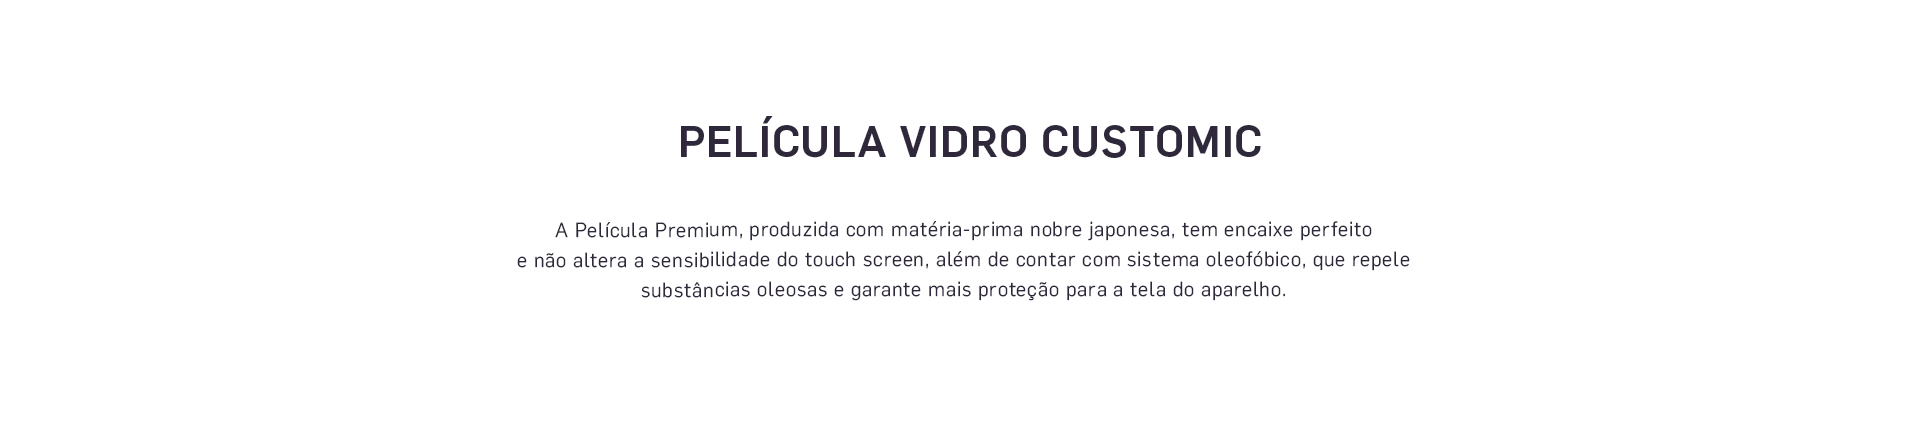 PELÍCULA VIDRO CUSTOMIC
A Película Premium, produzida com matéria-prima nobre japonesa, tem encaixe perfeito
e não altera a sensibilidade do touch screen, além de contar com sistema oleofóbico, que repele
substâncias oleosas e garante mais proteção para a tela do aparelho.